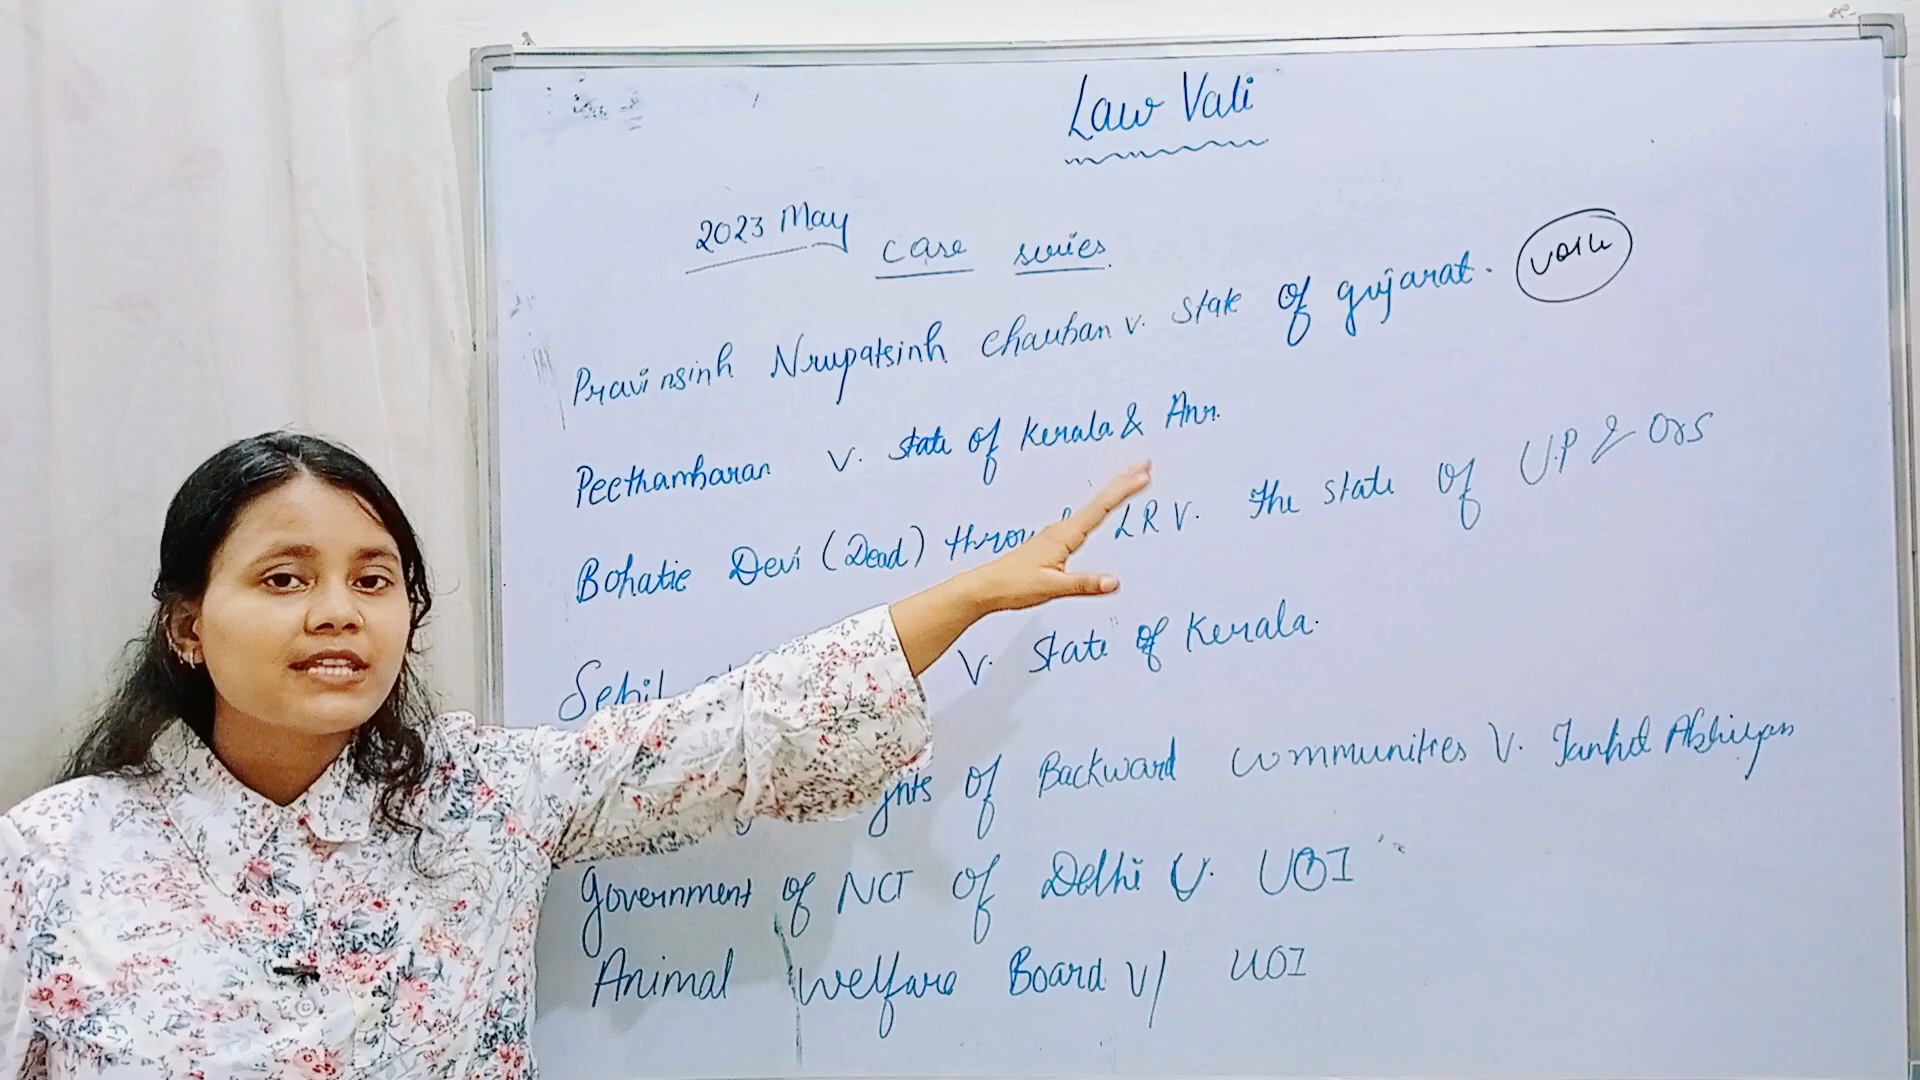 Law Vali
2023 May case series.
Pravinsinh Nrupatsinh Chauhan v. State of gujarat.
Peethambaran v. State of Kerala & Anr.
Bohatie Devi (Dead) LR V. The State of U.P & Ors
V. State of Kerala.
of Backward Communities V. Abhiyan
Government of NCT of Delhi V. UOI
Animal Welfare Board V/ UOI